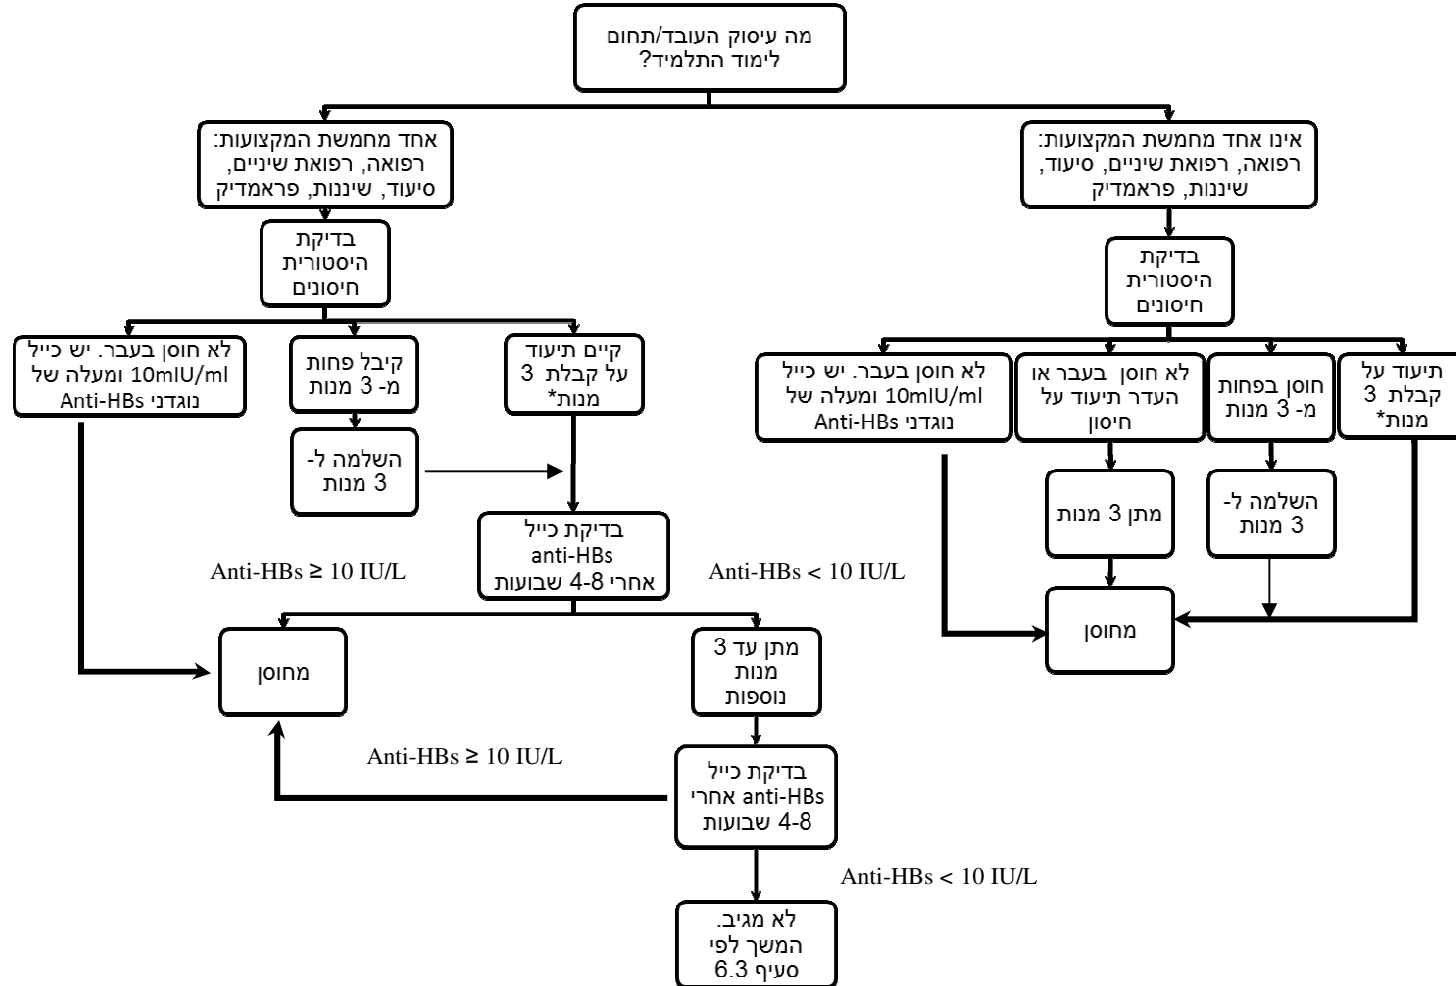 מה עיסוק העובד/תחום
לימוד התלמיד?
אחד מחמשת המקצועות:
רפואה, רפואת שיניים,
סיעוד, שיננות, פראמדיק
אינו אחד מחמשת המקצועות:
רפואה, רפואת שיניים, סיעוד,
שיננות, פראמדיק
בדיקת
היסטורית
חיסונים
בדיקת
היסטורית
חיסונים
קיים תיעוד
על קבלת 3
מנות*
קיבל פחות
מ- 3 מנות
לא חוסן בעבר. יש כייל
10mIU/ml ומעלה של
נוגדני Anti-HBs
תיעוד על
קבלת 3
מנות*
חוסן בפחות
מ- 3 מנות
לא חוסן בעבר או
העדר תיעוד על
חיסון
לא חוסן בעבר. יש כייל
10mIU/ml ומעלה של
נוגדני Anti-HBs
השלמה ל-
3 מנות
השלמה ל-
3 מנות
מתן 3 מנות
בדיקת כייל
anti-HBs
אחרי 4-8 שבועות
Anti-HBs ≥ 10 IU/L
Anti-HBs < 10 IU/L
מחוסן
מחוסן
מתן עד 3
מנות
נוספות
Anti-HBs ≥ 10 IU/L
בדיקת כייל
anti-HBs אחרי
4-8 שבועות
Anti-HBs < 10 IU/L
לא מגיב.
המשך לפי
סעיף 6.3